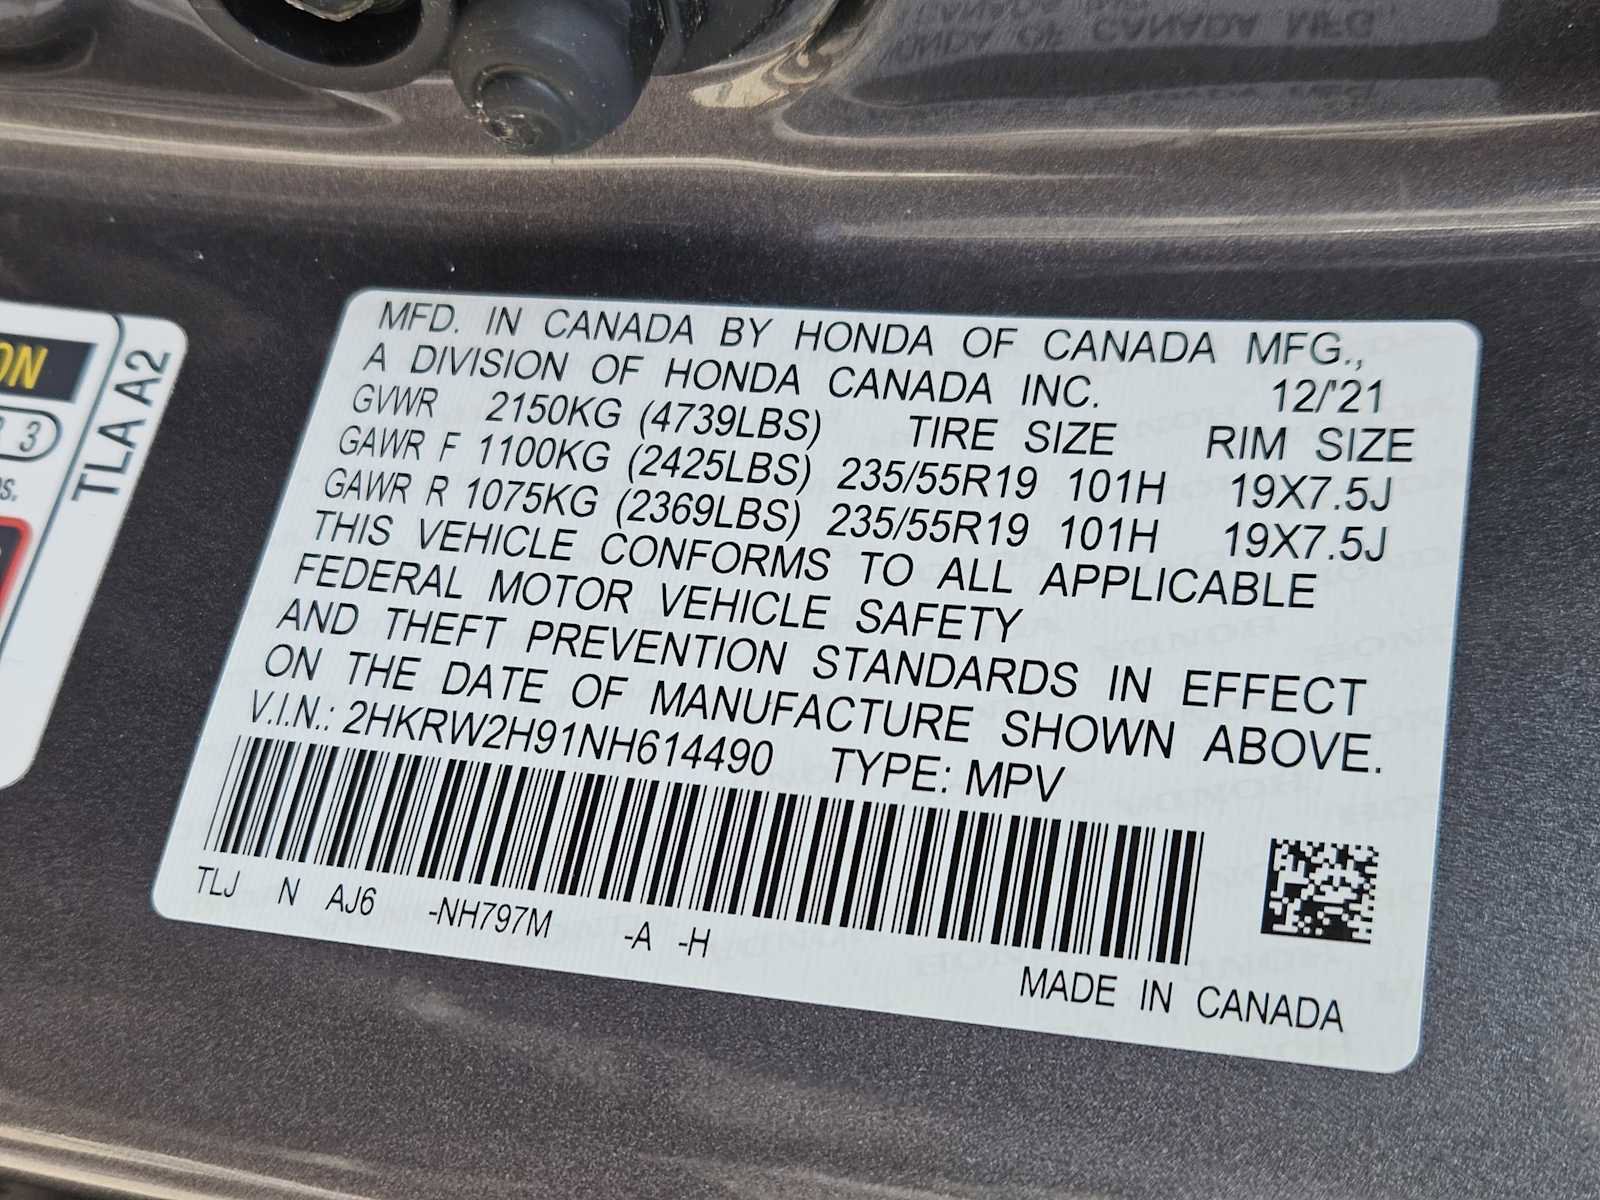 MFD. IN CANADA BY HONDA OF CANADA MFG.,
A DIVISION OF HONDA CANADA INC. 12/'21
GVWR 2150KG (4739LBS) TIRE SIZE RIM SIZE
GAWR F 1100KG (2425LBS) 235/55R19 101H 19X7.5J
GAWR R 1075KG (2369LBS) 235/55R19 101H 19X7.5J
THIS VEHICLE CONFORMS TO ALL APPLICABLE
FEDERAL MOTOR VEHICLE SAFETY
AND THEFT PREVENTION STANDARDS IN EFFECT
ON THE DATE OF MANUFACTURE SHOWN ABOVE.
V.I.N.: 2HKRW2H91NH614490 TYPE: MPV
TLJ N AJ6 -NH797M -A -H
MADE IN CANADA
TLA A2
3